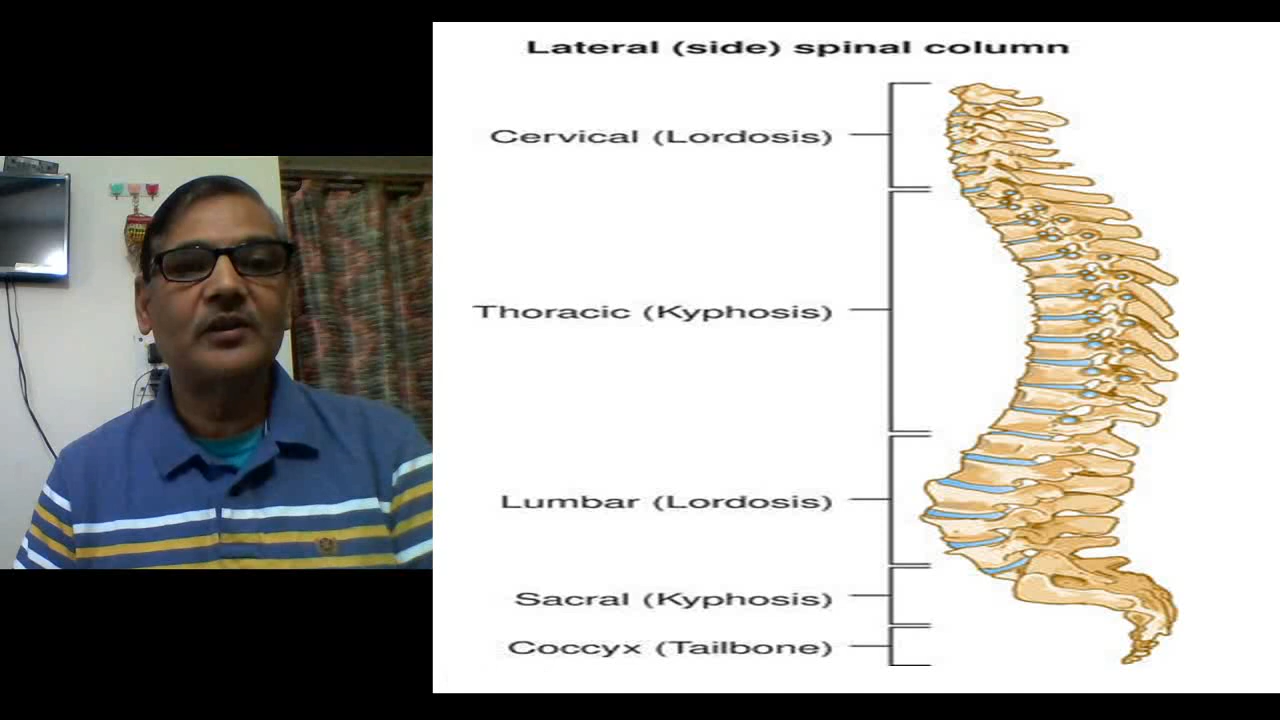 Lateral (side) spinal column
Cervical (Lordosis)
Thoracic (Kyphosis)
Lumbar (Lordosis)
Sacral (Kyphosis)
Coccyx (Tailbone)